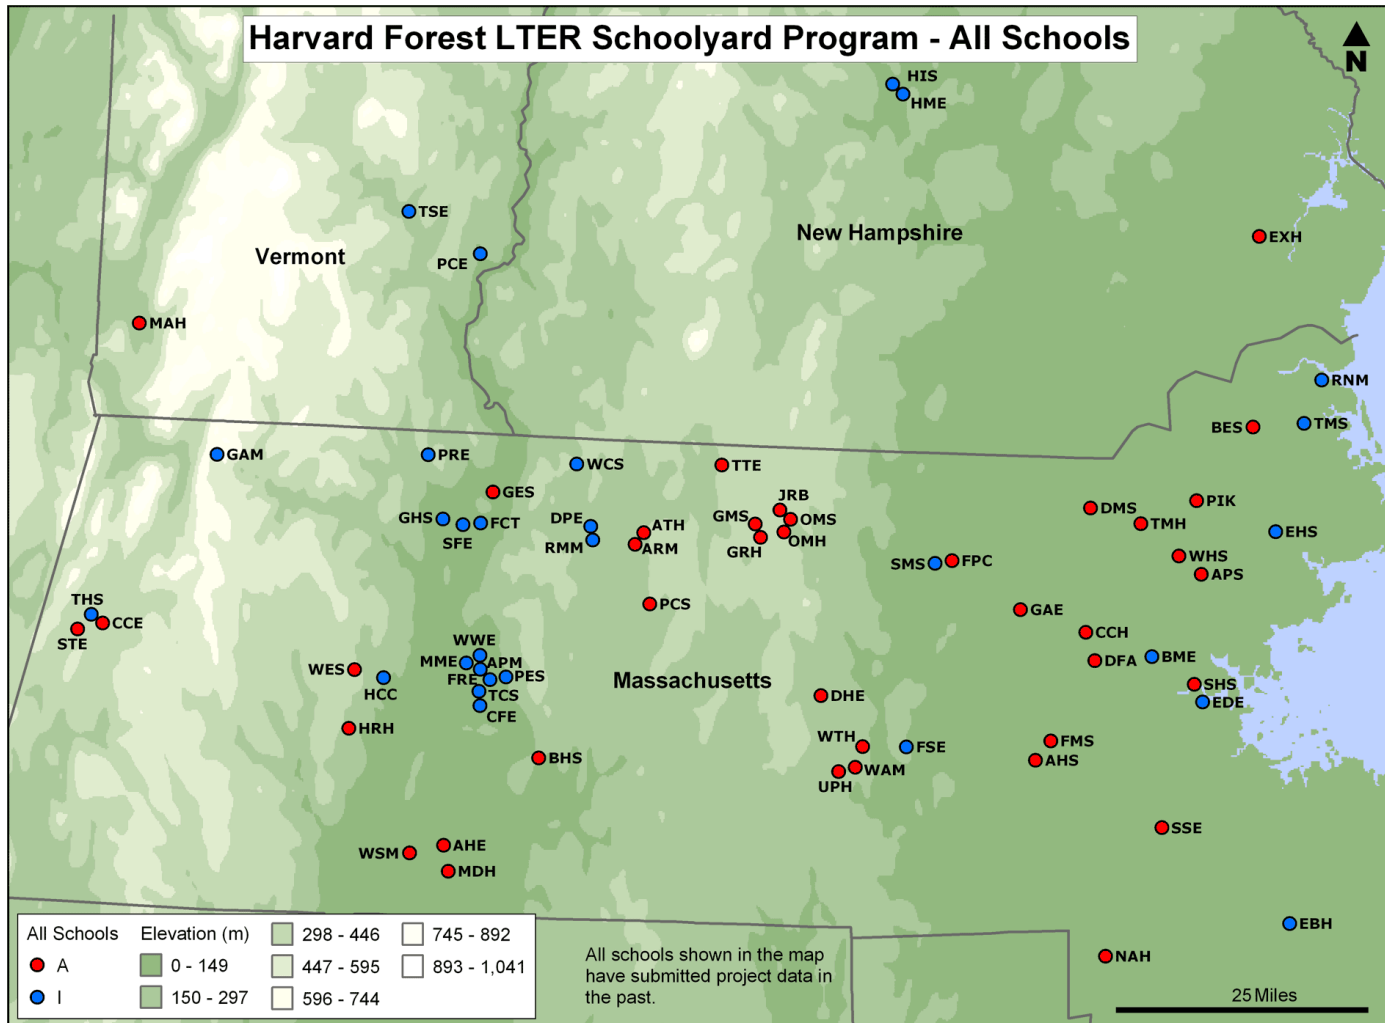 Harvard Forest LTER Schoolyard Program - All Schools
N
HIS
HME
TSE
New Hampshire
EXH
Vermont
PCE
MAH
RNM
BES
TMS
GAM
PRE
WCS
TTE
GES
JRB
PIK
DMS
GHS
FCT
DPE
GMS
OMS
TMH
SFE
ATH
OMH
EHS
RMM
ARM
GRH
WHS
SMS
FPC
APS
THS
PCS
GAE
CCE
STE
CCH
WWE
MME
APM
DFA
BME
WES
FRE
PES
Massachusetts
SHS
HCC
TCS
DHE
EDE
CFE
HRH
WTH
FSE
FMS
BHS
WAM
AHS
UPH
SSE
AHE
WSM
MDH
EBH
NAH
All Schools
A
I
Elevation (m)
0 - 149
150 - 297
298 - 446
447 - 595
596 - 744
745 - 892
893 - 1,041
All schools shown in the map
have submitted project data in
the past.
25 Miles